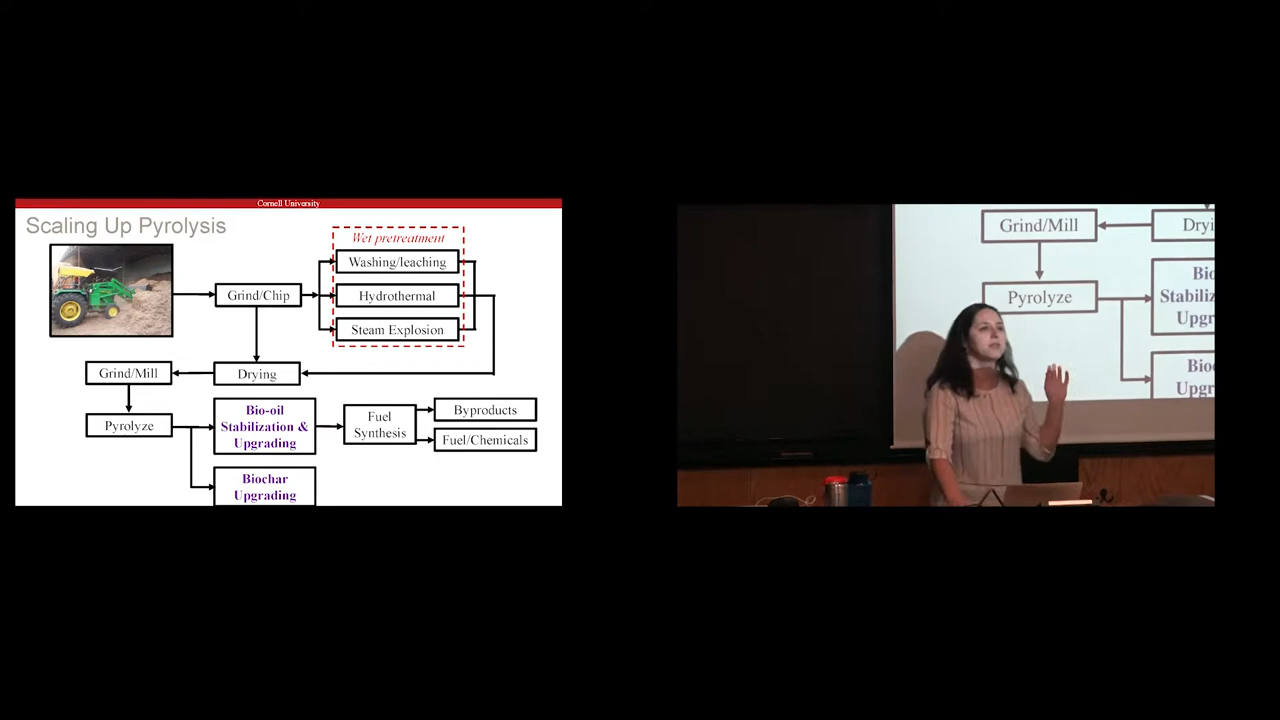 Cornell University
Scaling Up Pyrolysis
Wet pretreatment
Washing/leaching
Grind/Chip
Hydrothermal
Steam Explosion
Grind/Mill
Drying
Pyrolyze
Bio-oil
Stabilization &
Upgrading
Fuel
Synthesis
Byproducts
Fuel/Chemicals
Biochar
Upgrading
Grind/Mill
Dryi
Pyrolyze
Bio
Stabiliz
Upgr
Bioc
Upgr